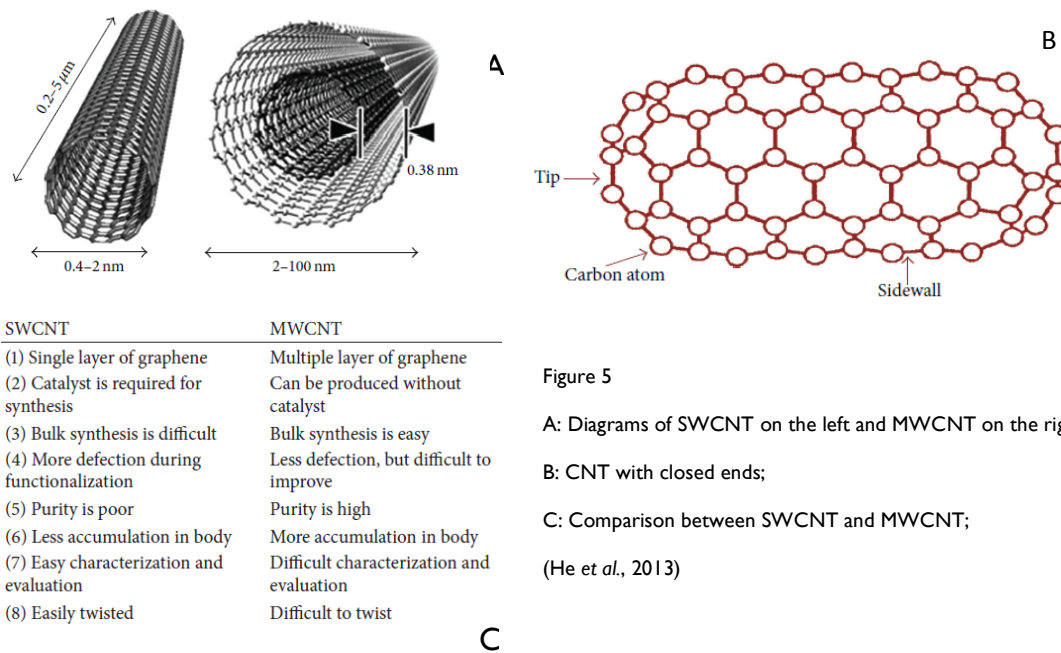 A
0.2–5 μm
0.38 nm
0.4–2 nm
2–100 nm
B
Tip
Carbon atom
Sidewall
SWCNT MWCNT
(1) Single layer of graphene Multiple layer of graphene
(2) Catalyst is required for synthesis Can be produced without catalyst
(3) Bulk synthesis is difficult Bulk synthesis is easy
(4) More defection during functionalization Less defection, but difficult to improve
(5) Purity is poor Purity is high
(6) Less accumulation in body More accumulation in body
(7) Easy characterization and evaluation Difficult characterization and evaluation
(8) Easily twisted Difficult to twist
C
Figure 5
A: Diagrams of SWCNT on the left and MWCNT on the
B: CNT with closed ends;
C: Comparison between SWCNT and MWCNT;
(He et al., 2013)